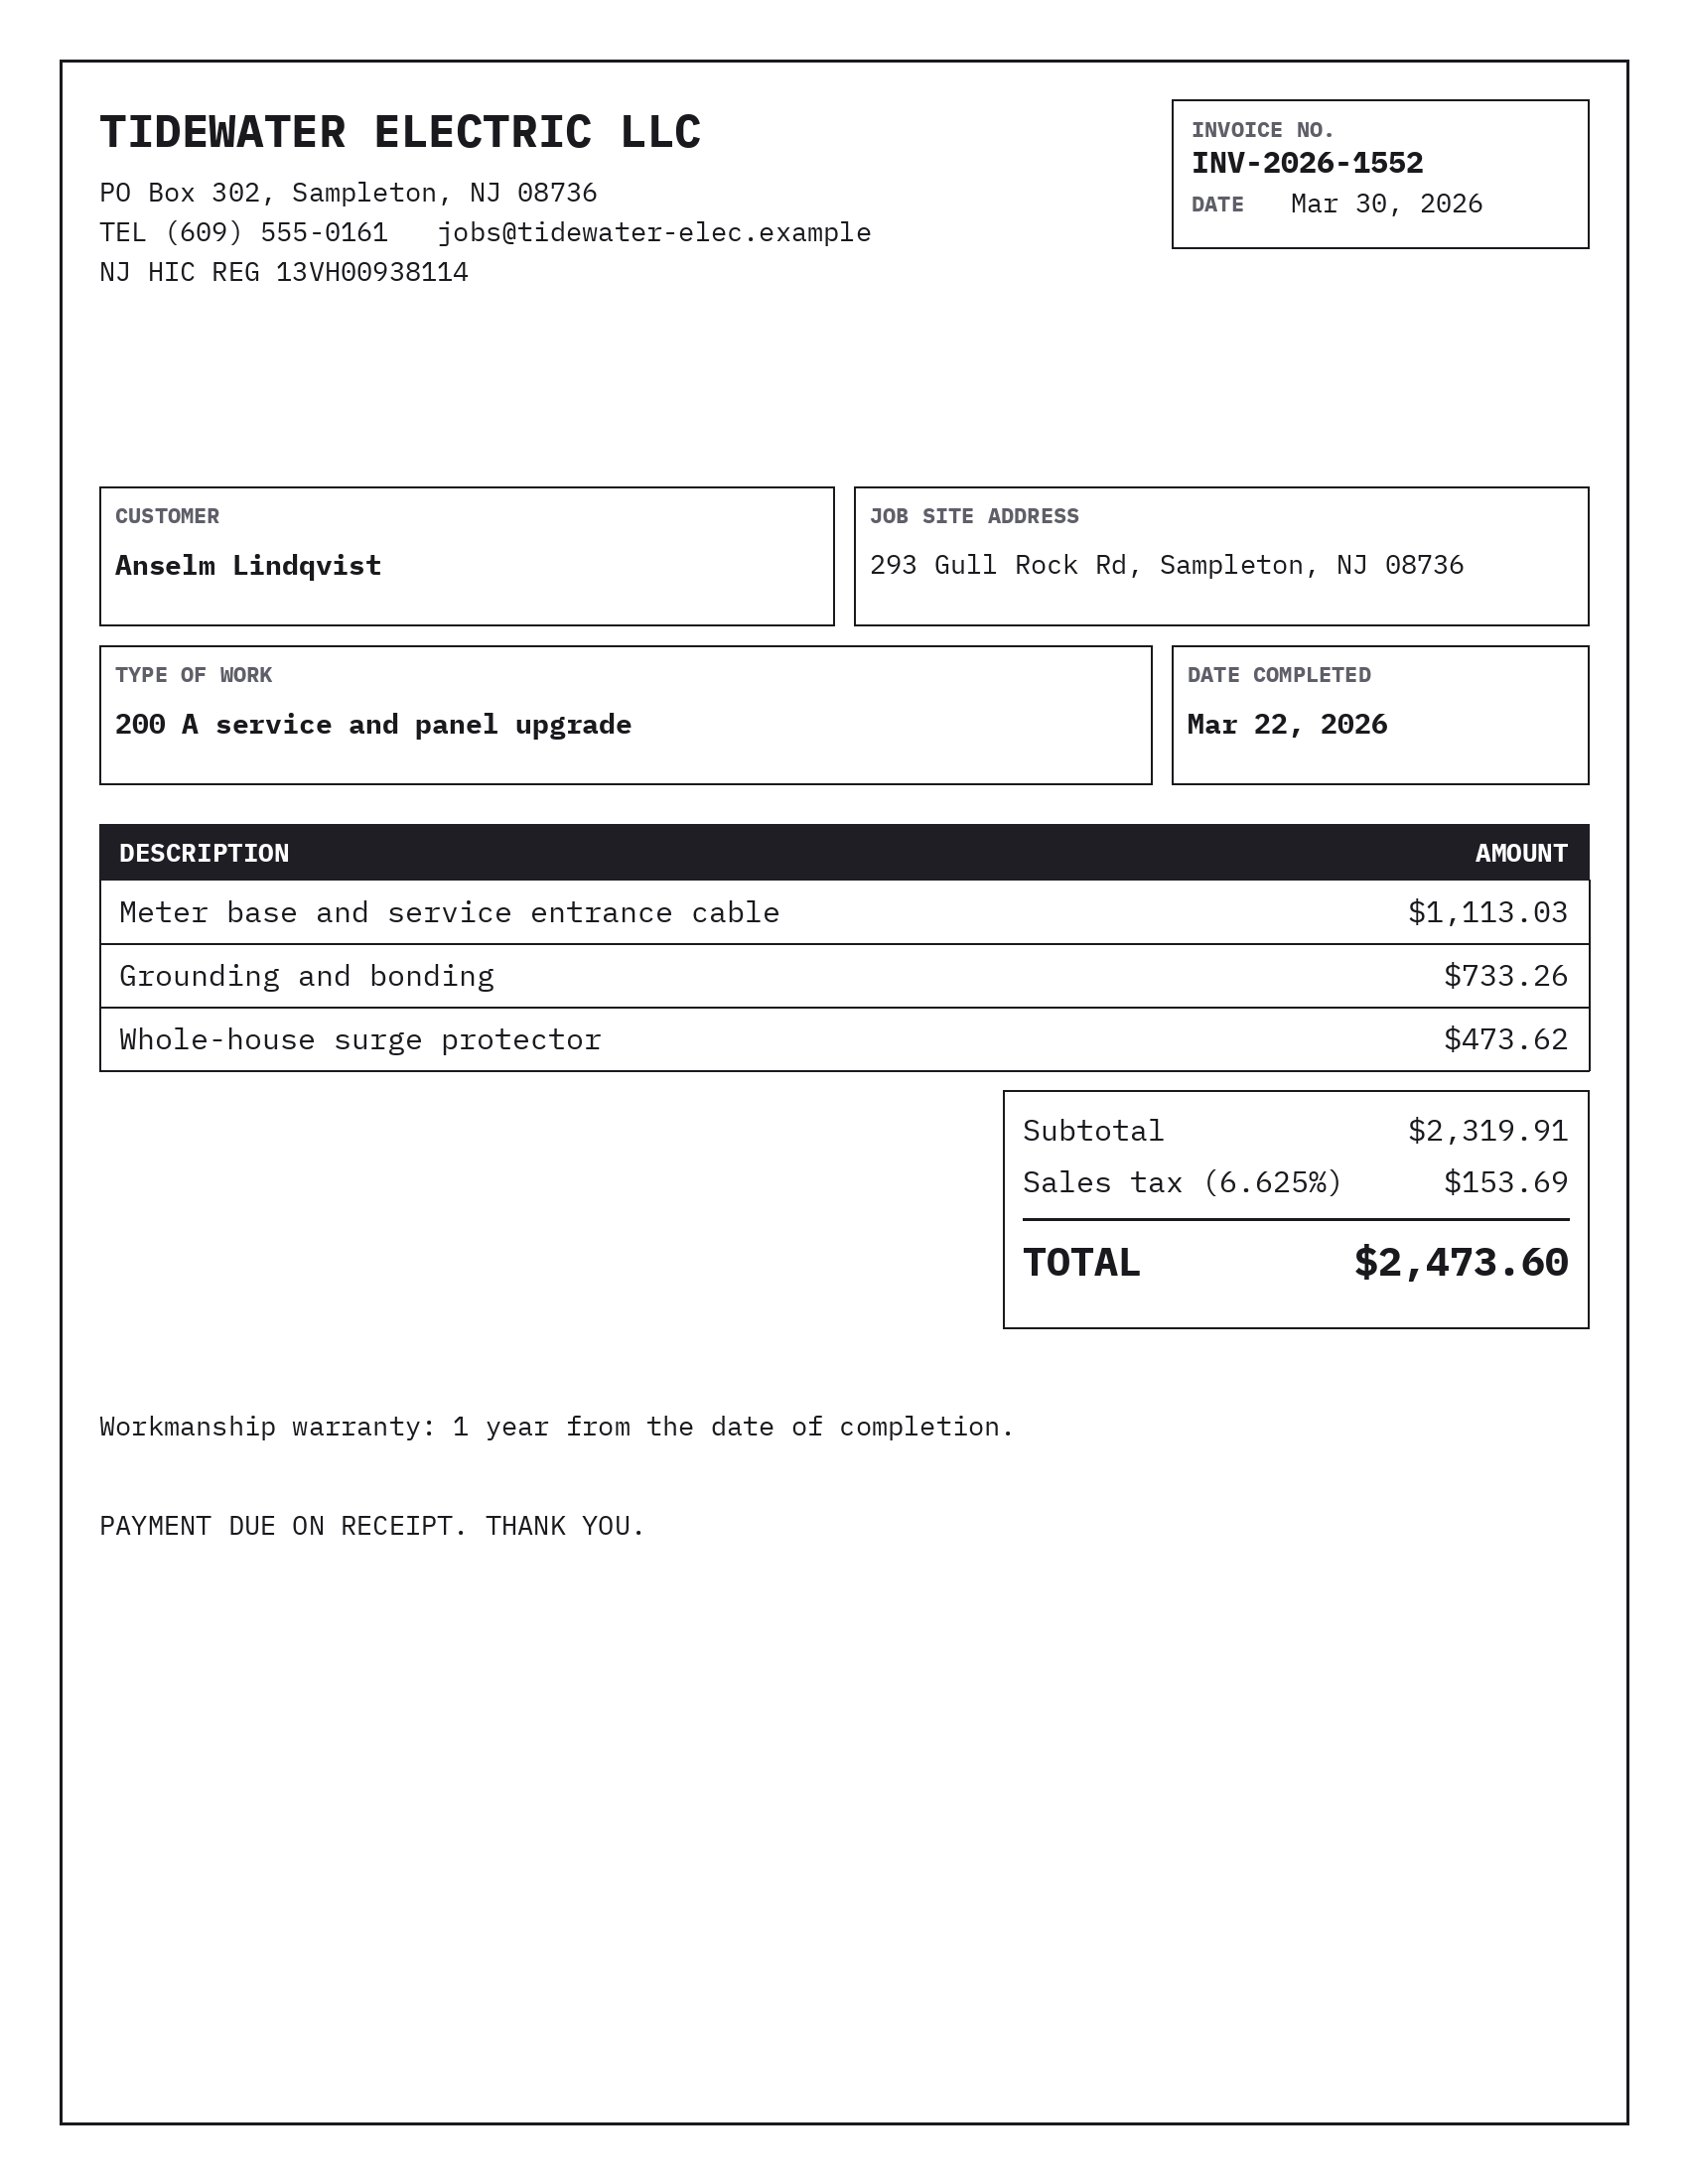 TIDEWATER ELECTRIC LLC
PO Box 302, Sampleton, NJ 08736
TEL (609) 555-0161   jobs@tidewater-elec.example
NJ HIC REG 13VH00938114
INVOICE NO.
INV-2026-1552
DATE   Mar 30, 2026
CUSTOMER
Anselm Lindqvist
JOB SITE ADDRESS
293 Gull Rock Rd, Sampleton, NJ 08736
TYPE OF WORK
200 A service and panel upgrade
DATE COMPLETED
Mar 22, 2026
DESCRIPTION   AMOUNT
Meter base and service entrance cable   $1,113.03
Grounding and bonding   $733.26
Whole-house surge protector   $473.62
Subtotal   $2,319.91
Sales tax (6.625%)   $153.69
TOTAL   $2,473.60
Workmanship warranty: 1 year from the date of completion.
PAYMENT DUE ON RECEIPT. THANK YOU.